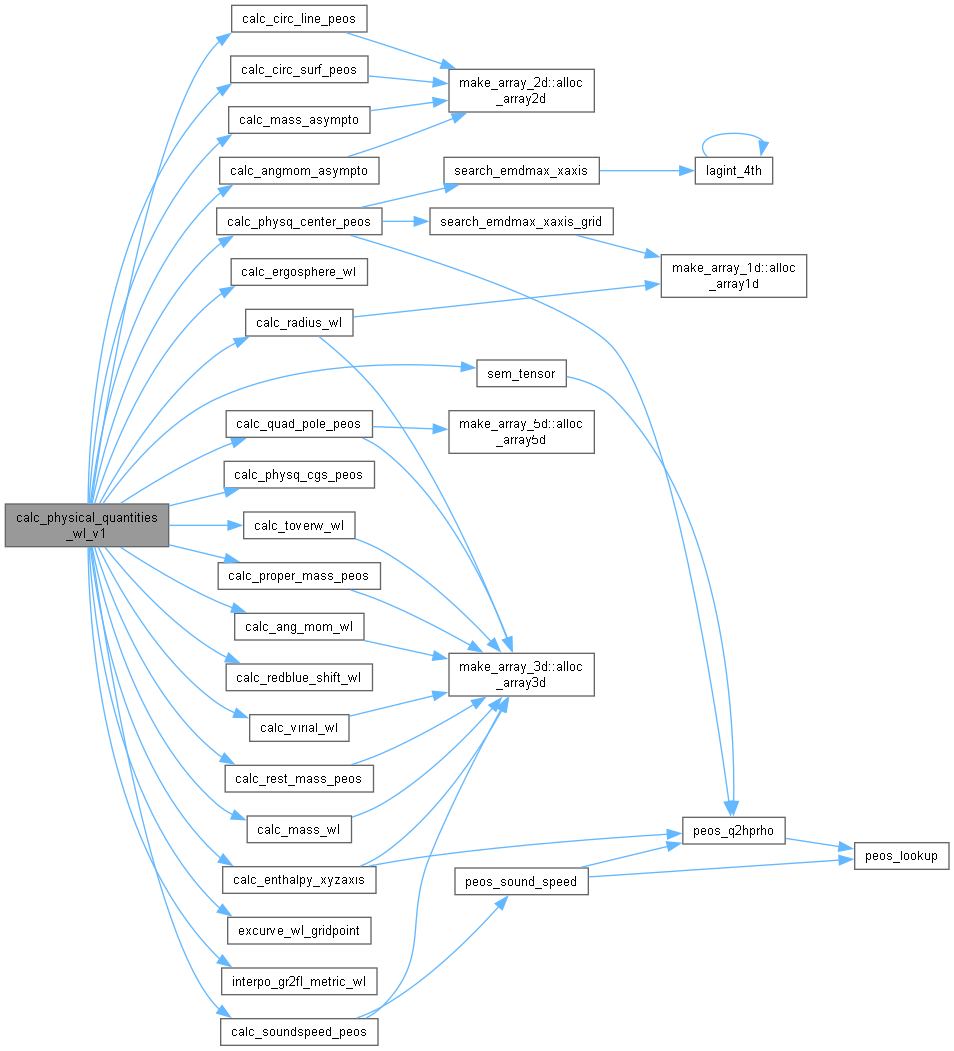 calc_circ_line_peos
calc_circ_surf_peos
make_array_2d::alloc
_array2d
calc_mass_asympto
calc_angmom_asympto
search_emdmax_xaxis
lagint_4th
calc_physq_center_peos
search_emdmax_xaxis_grid
calc_ergosphere_wl
make_array_1d::alloc
_array1d
calc_radius_wl
sem_tensor
calc_quad_pole_peos
make_array_5d::alloc
_array5d
calc_physq_cgs_peos
calc_physical_quantities
_wl_v1
calc_toverw_wl
calc_proper_mass_peos
calc_ang_mom_wl
calc_redblue_shift_wl
make_array_3d::alloc
_array3d
calc_virial_wl
calc_rest_mass_peos
calc_mass_wl
peos_q2hprho
peos_lookup
calc_enthalpy_xyzaxis
peos_sound_speed
excurve_wl_gridpoint
interpo_gr2fl_metric_wl
calc_soundspeed_peos